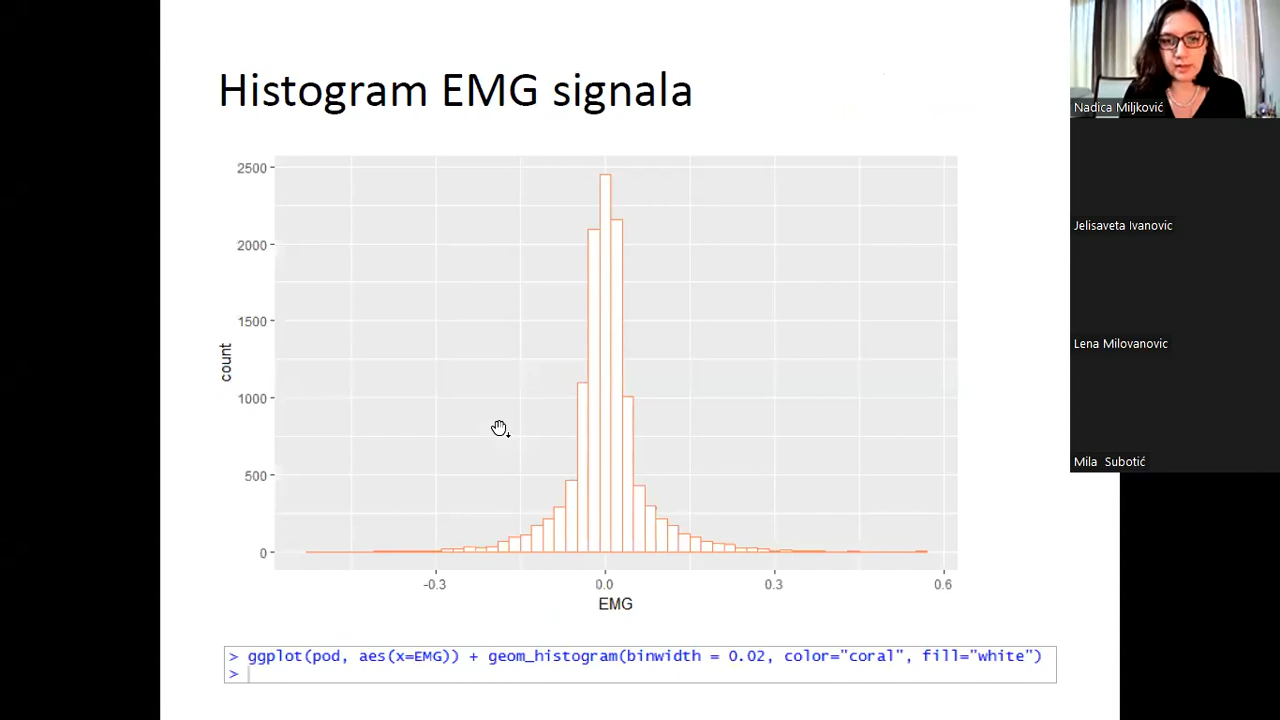 Histogram EMG signala
2500
2000
1500
1000
500
0
count
-0.3
0.0
0.3
0.6
EMG
> ggplot(pod, aes(x=EMG)) + geom_histogram(binwidth = 0.02, color="coral", fill="white")
>
Nadica Miljković
Jelisaveta Ivanovic
Lena Milovanovic
Mila Subotić